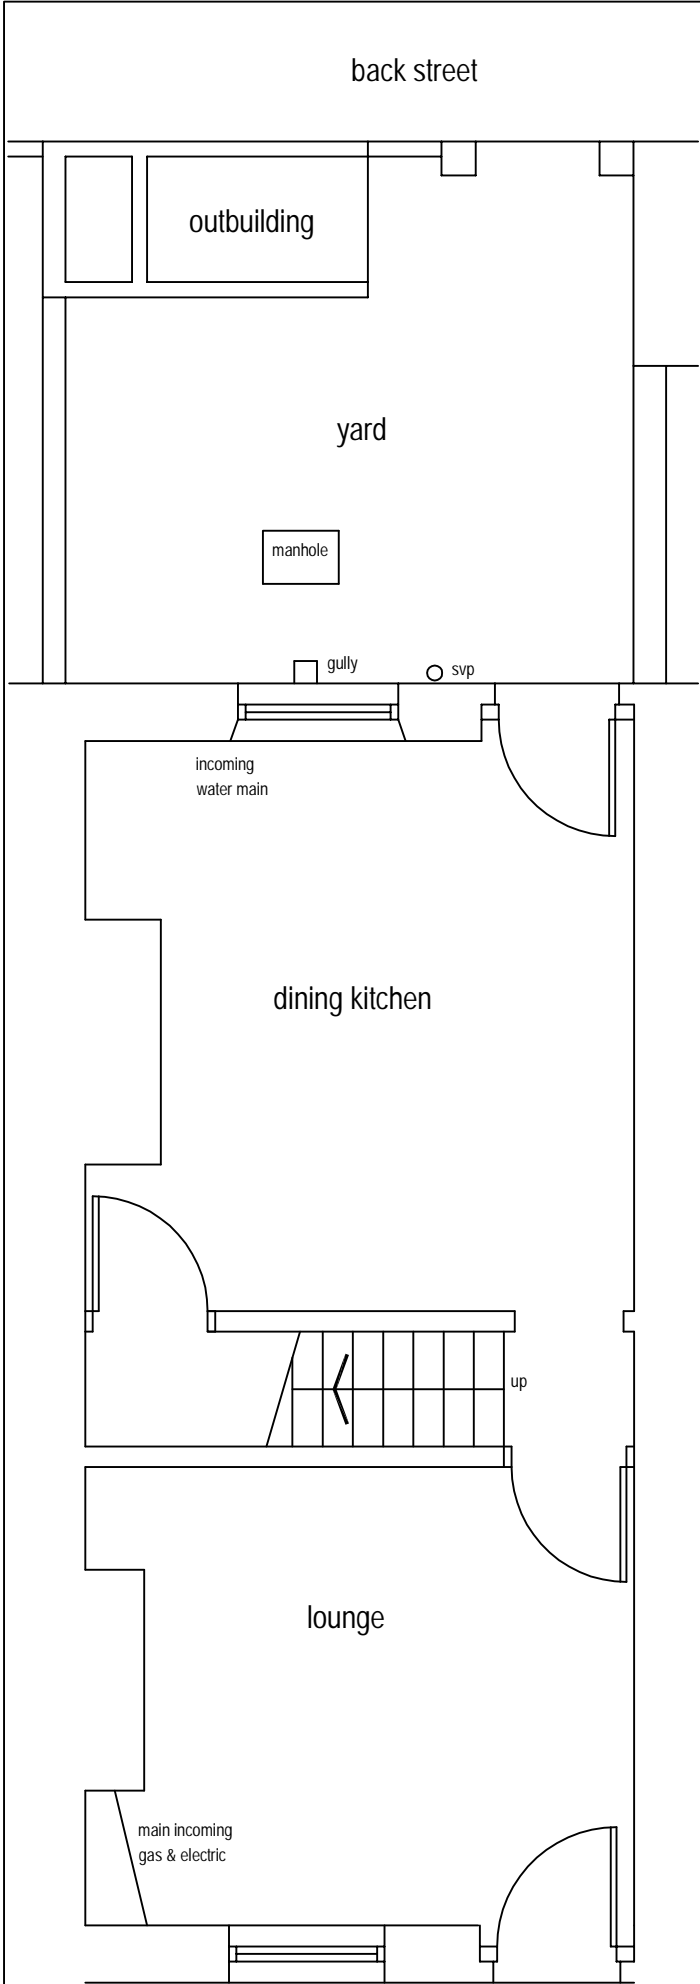 back street
outbuilding
yard
manhole
gully
svp
incoming
water main
dining kitchen
up
lounge
main incoming
gas & electric